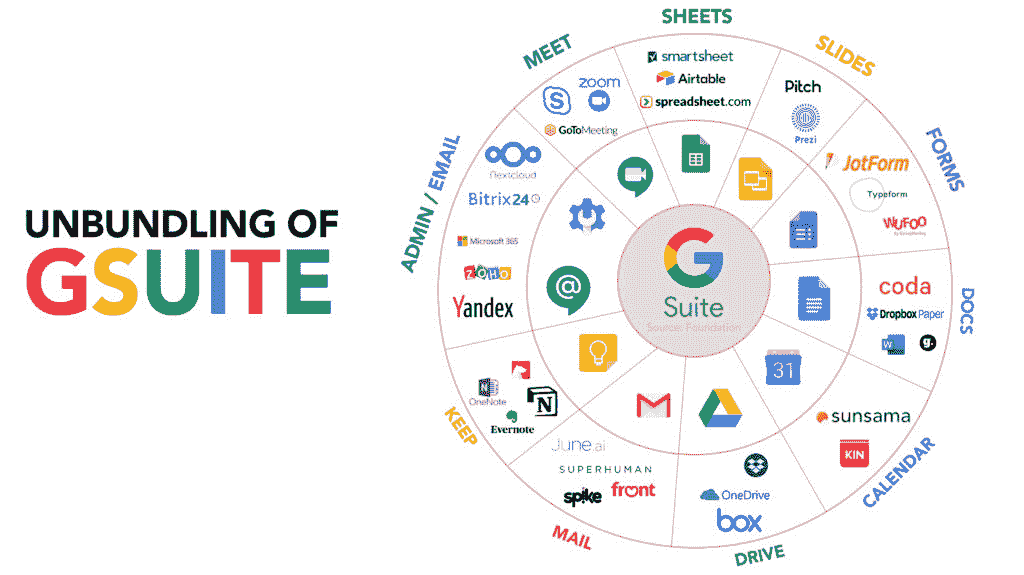 UNBUNDLING OF
GSUITE
SHEETS
smartsheet
Airtable
spreadsheet.com
SLIDES
Pitch
Prezi
FORMS
JotForm
Typeform
WUFOO
by SurveyMonkey
DOCS
coda
Dropbox Paper
W
g.
CALENDAR
sunsama
KIN
31
DRIVE
OneDrive
box
MAIL
June.ai
SUPERHUMAN
spike
front
KEEP
N
OneNote
N
Evernote
ADMIN / EMAIL
nextcloud
Bitrix24
Microsoft 365
ZOHO
Yandex
@
MEET
zoom
S
GoToMeeting
G
Suite
Source: Foundation